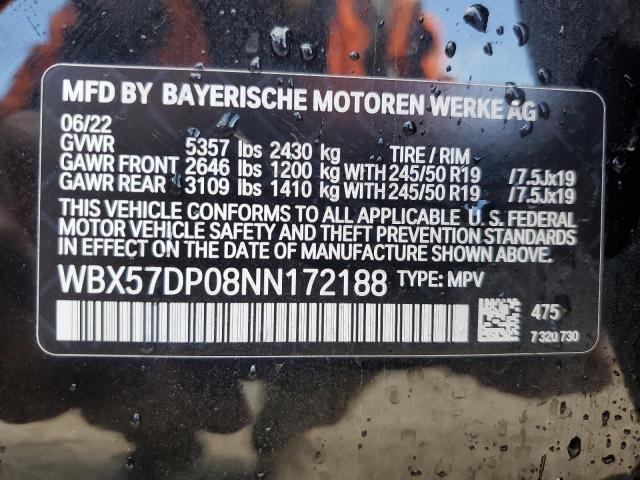 MFD BY BAYERISCHE MOTOREN WERKE AG
06/22
GVWR 5357 lbs 2430 kg TIRE / RIM
GAWR FRONT 2646 lbs 1200 kg WITH 245/50 R19 / 7.5Jx19
GAWR REAR 3109 lbs 1410 kg WITH 245/50 R19 / 7.5Jx19
THIS VEHICLE CONFORMS TO ALL APPLICABLE U. S. FEDERAL
MOTOR VEHICLE SAFETY AND THEFT PREVENTION STANDARDS
IN EFFECT ON THE DATE OF MANUFACTURE SHOWN ABOVE.
WBX57DP08NN172188 TYPE: MPV
475
7 320 730